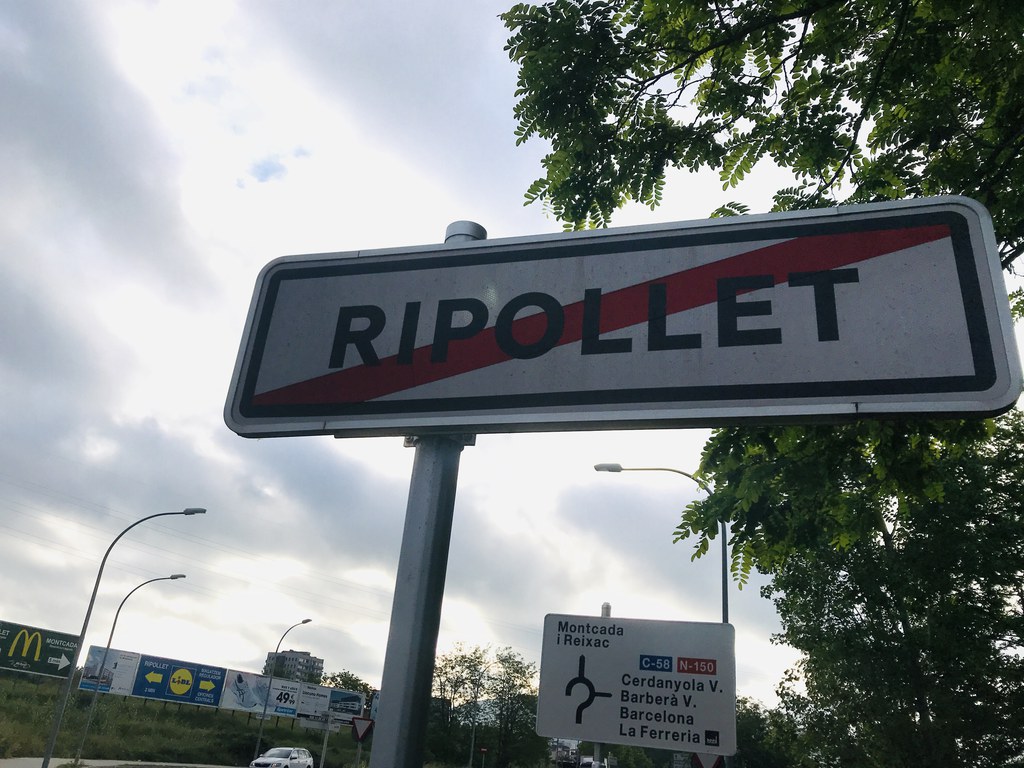 RIPOLLET
Montcada
i Reixac
C-58 N-150
Cerdanyola V.
Barberà V.
Barcelona
La Ferreria
MONTCADA
RIPOLLET
LIDL
49